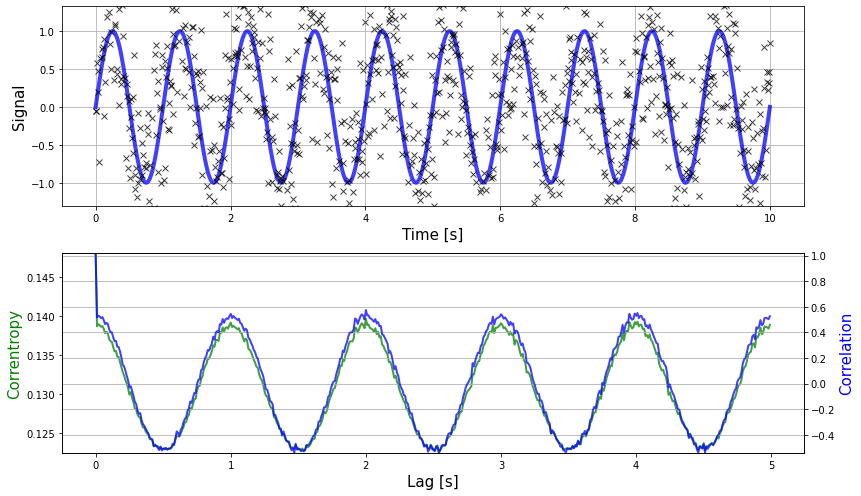 1.0
0.5
0.0
−0.5
−1.0
Signal
0 2 4 6 8 10
Time [s]
0.145
0.140
0.135
0.130
0.125
Correntropy
1.0
0.8
0.6
0.4
0.2
0.0
−0.2
−0.4
Correlation
0 1 2 3 4 5
Lag [s]